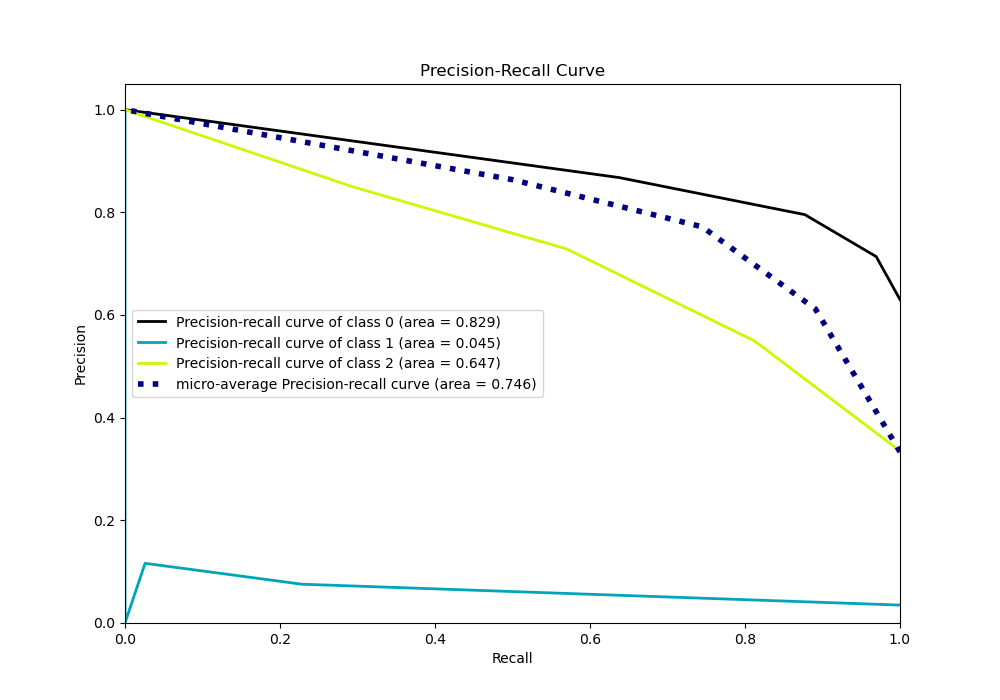 Precision-Recall Curve
Precision
1.0
0.8
0.6
0.4
0.2
0.0
Precision-recall curve of class 0 (area = 0.829)
Precision-recall curve of class 1 (area = 0.045)
Precision-recall curve of class 2 (area = 0.647)
micro-average Precision-recall curve (area = 0.746)
0.0 0.2 0.4 0.6 0.8 1.0
Recall